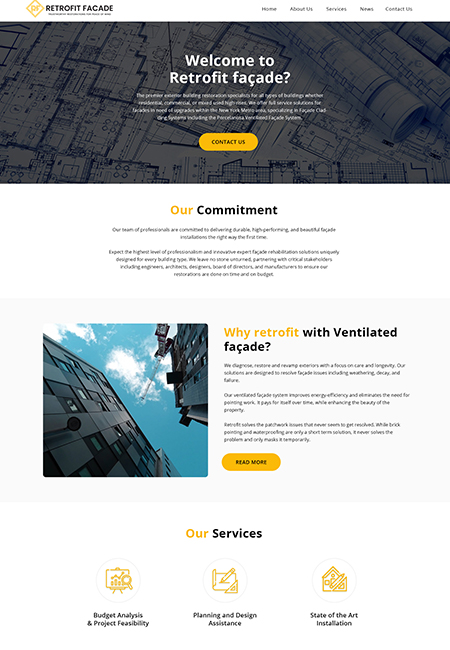 RF RETROFIT FACADE
Home About Us Services News Contact Us
Welcome to
Retrofit façade?
The premier exterior building restoration specialists for all types of buildings whether
residential, commercial, or mixed used high-rises. We offer full service solutions for
facades in need of upgrades within the New York Metro area, specializing in Façade Clad-
ding Systems including the Porcelanosa Ventilated Façade System.
CONTACT US
Our Commitment
Our team of professionals are committed to delivering durable, high-performing, and beautiful façade
installations the right way the first time.
Expect the highest level of professionalism and innovative expert façade rehabilitation solutions uniquely
designed for every building type. We leave no stone unturned, partnering with critical stakeholders
including engineers, architects, designers, board of directors, and manufacturers to ensure our
restorations are done on time and on budget.
Why retrofit with Ventilated
façade?
We diagnose, restore and revamp exteriors with a focus on care and longevity. Our
solutions are designed to resolve façade issues including weathering, decay, and
failure.
Our ventilated façade system improves energy-efficiency and eliminates the need for
pointing work. It pays for itself over time, while enhancing the beauty of the
property.
Retrofit solves the patchwork issues that never seem to get resolved. While brick
pointing and waterproofing are only a short term solution, it never solves the
problem and only masks it temporarily.
READ MORE
Our Services
Budget Analysis
& Project Feasibility
Planning and Design
Assistance
State of the Art
Installation